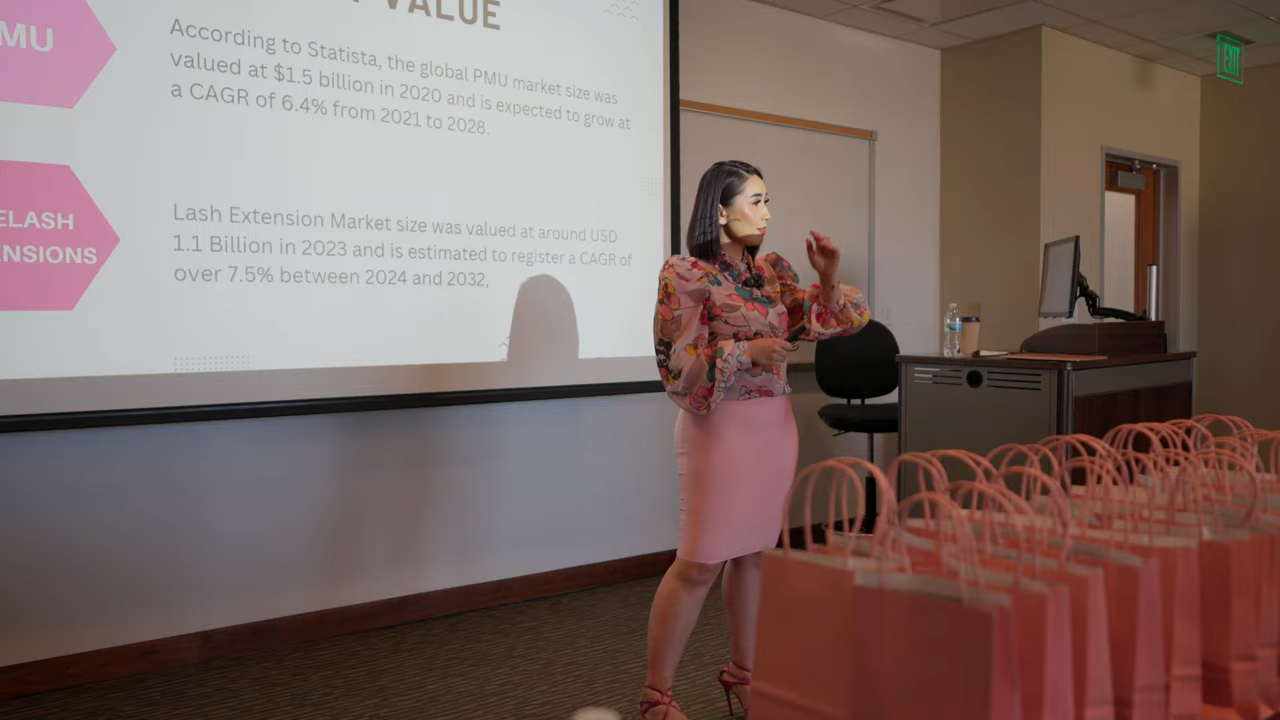 VALUE
MU
According to Statista, the global PMU market size was
valued at $1.5 billion in 2020 and is expected to grow at
a CAGR of 6.4% from 2021 to 2028.
ELASH
ENSIONS
Lash Extension Market size was valued at around USD
1.1 Billion in 2023 and is estimated to register a CAGR of
over 7.5% between 2024 and 2032,
EXIT